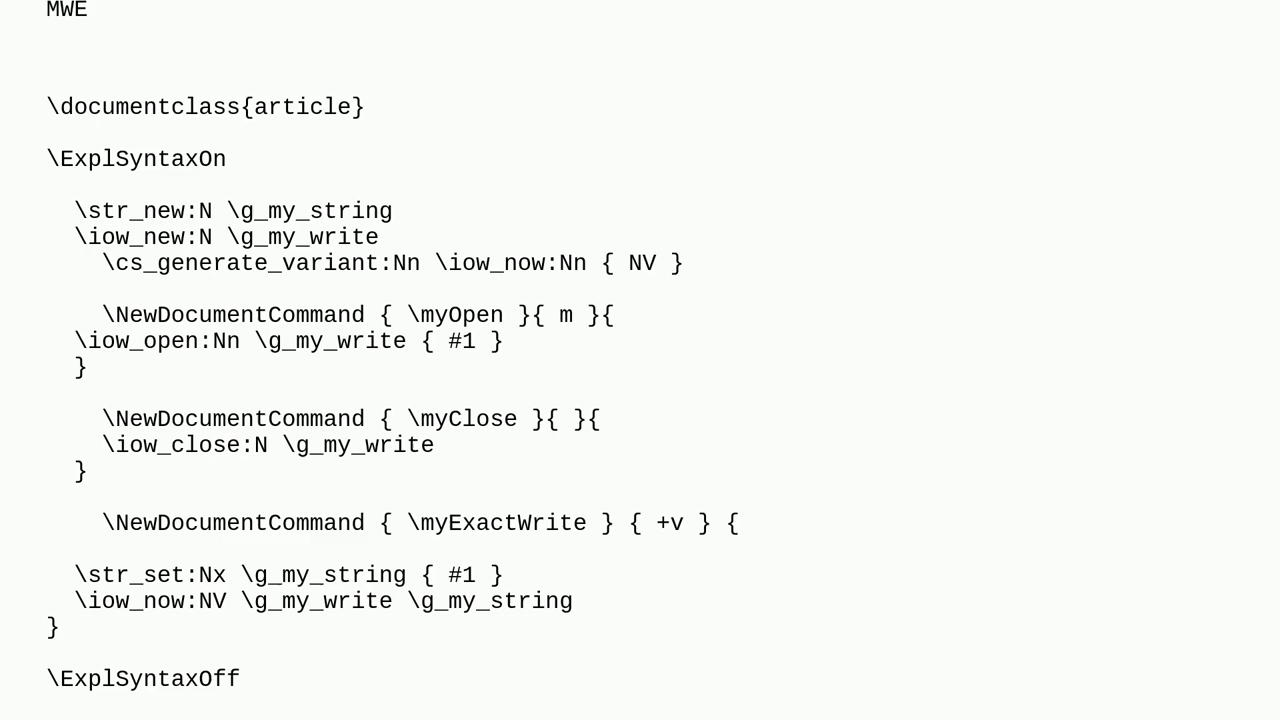 MWE
\documentclass{article}
\ExplSyntaxOn
\str_new:N \g_my_string
\iow_new:N \g_my_write
\cs_generate_variant:Nn \iow_now:Nn { NV }
\NewDocumentCommand { \myOpen }{ m }{
\iow_open:Nn \g_my_write { #1 }
}
\NewDocumentCommand { \myClose }{ }{
\iow_close:N \g_my_write
}
\NewDocumentCommand { \myExactWrite } { +v } {
\str_set:Nx \g_my_string { #1 }
\iow_now:NV \g_my_write \g_my_string
}
\ExplSyntaxOff